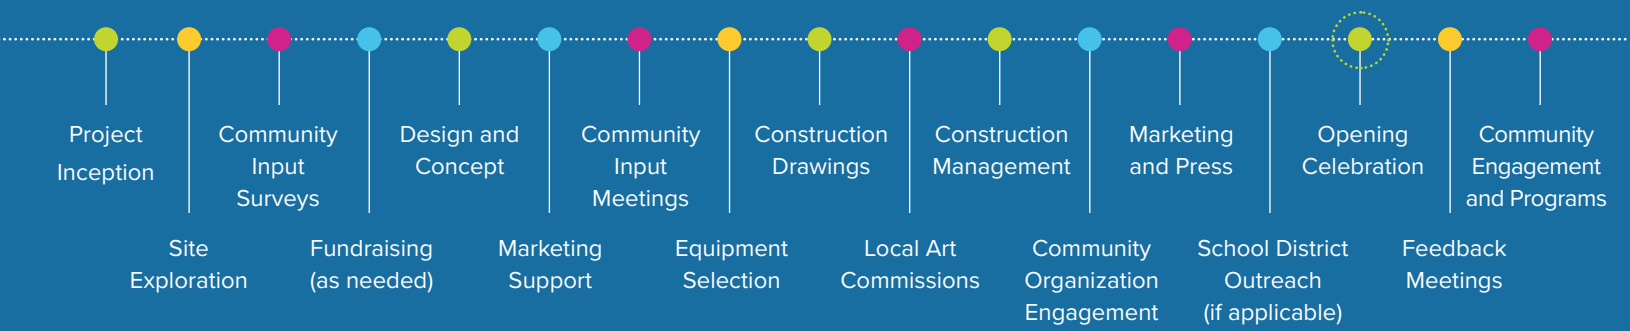 Project
Inception
Site
Exploration
Community
Input
Surveys
Fundraising
(as needed)
Design and
Concept
Marketing
Support
Community
Input
Meetings
Equipment
Selection
Construction
Drawings
Local Art
Commissions
Construction
Management
Community
Organization
Engagement
Marketing
and Press
School District
Outreach
(if applicable)
Opening
Celebration
Feedback
Meetings
Community
Engagement
and Programs